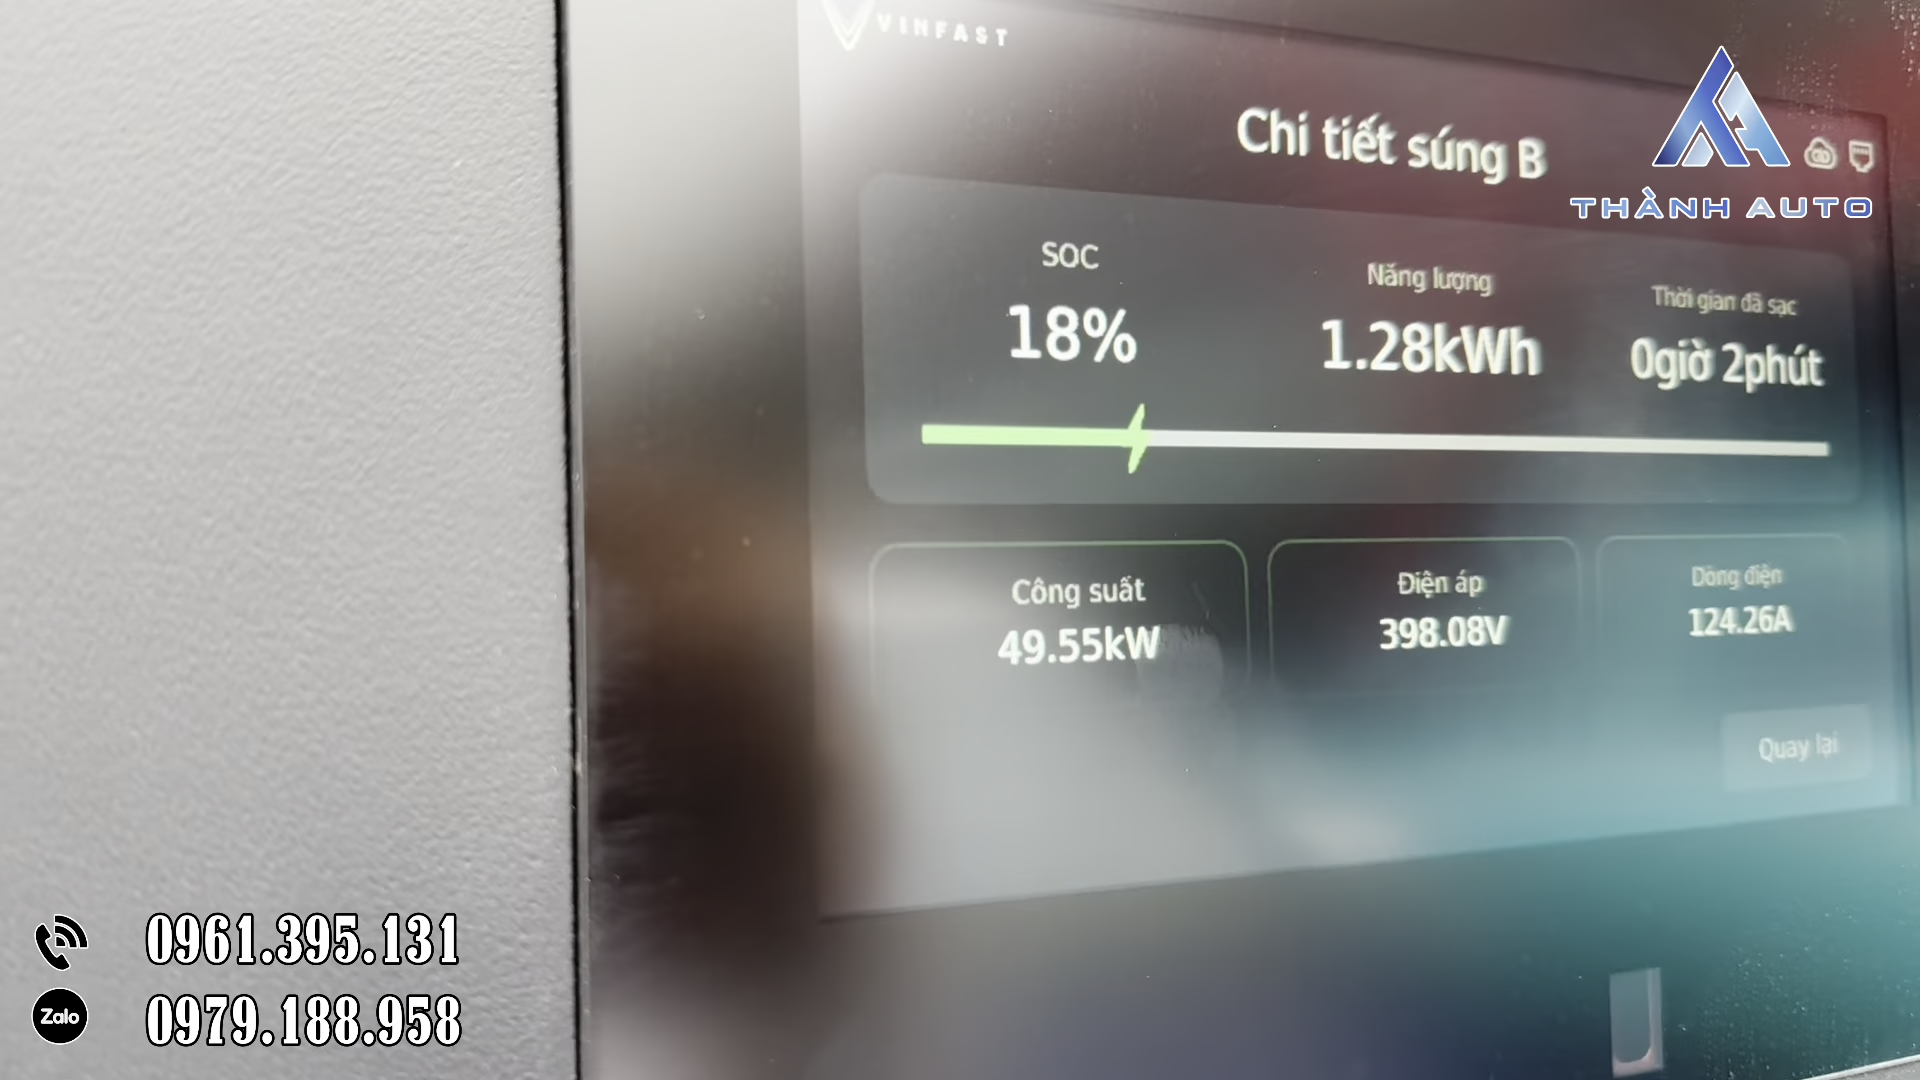 VINFAST
Chi tiết súng B
THÀNH AUTO
SOC
Năng lượng
Thời gian đã sạc
18%
1.28kWh
0giờ 2phút
Công suất
Điện áp
Dòng điện
49.55kW
398.08V
124.26A
Quay lại
0961.395.131
Zalo
0979.188.958